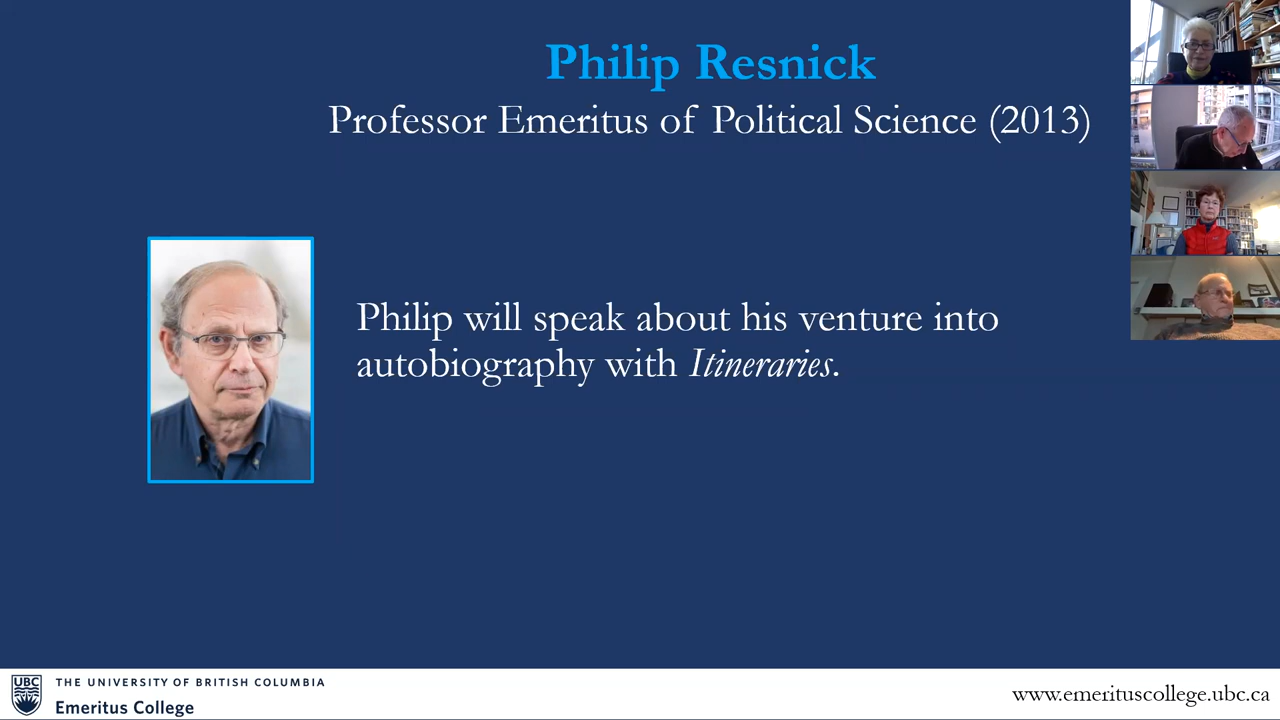 Philip Resnick
Professor Emeritus of Political Science (2013)
Philip will speak about his venture into
autobiography with Itineraries.
UBC
THE UNIVERSITY OF BRITISH COLUMBIA
Emeritus College
www.emerituscollege.ubc.ca